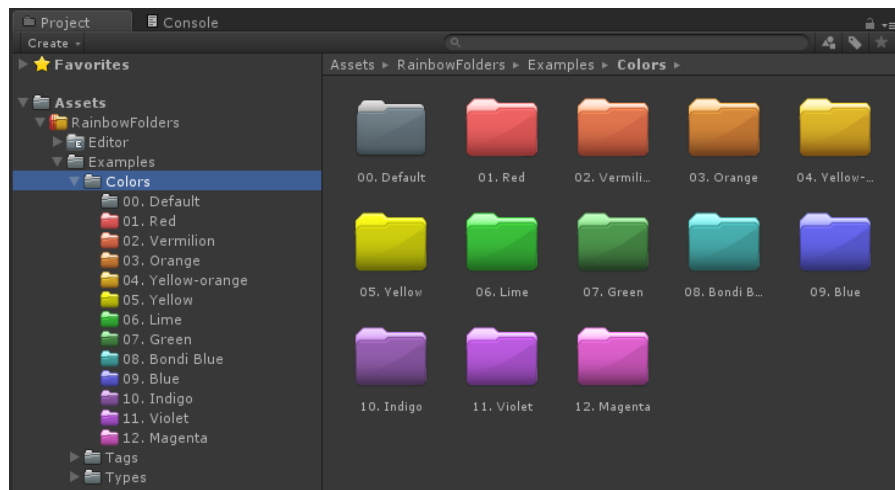 Project
Console
Create
Favorites
Assets
RainbowFolders
Editor
Examples
Colors
00. Default
01. Red
02. Vermilion
03. Orange
04. Yellow-orange
05. Yellow
06. Lime
07. Green
08. Bondi Blue
09. Blue
10. Indigo
11. Violet
12. Magenta
Tags
Types
Assets ▸ RainbowFolders ▸ Examples ▸ Colors ▸
00. Default 01. Red 02. Vermili... 03. Orange 04. Yellow-...
05. Yellow 06. Lime 07. Green 08. Bondi B... 09. Blue
10. Indigo 11. Violet 12. Magenta